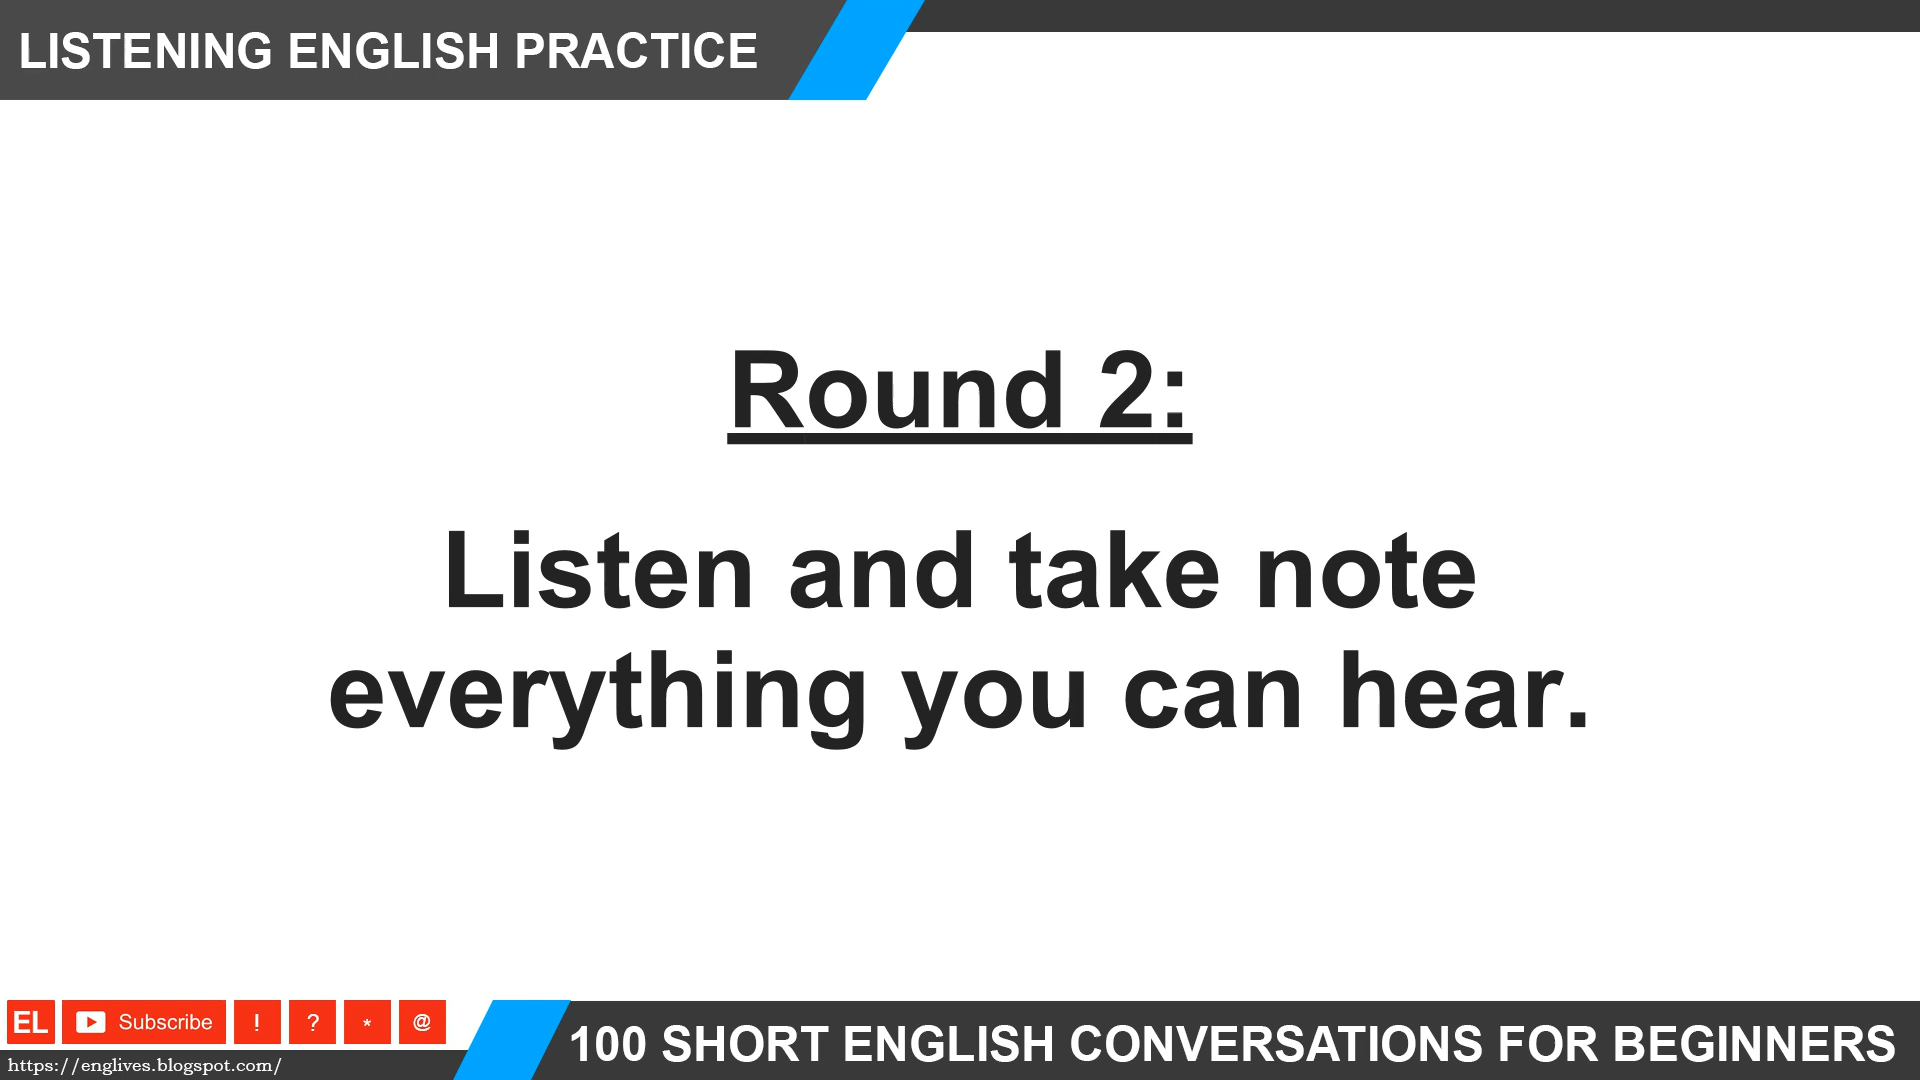 LISTENING ENGLISH PRACTICE
Round 2:
Listen and take note
everything you can hear.
EL Subscribe ! ? * @
https://englives.blogspot.com/
100 SHORT ENGLISH CONVERSATIONS FOR BEGINNERS